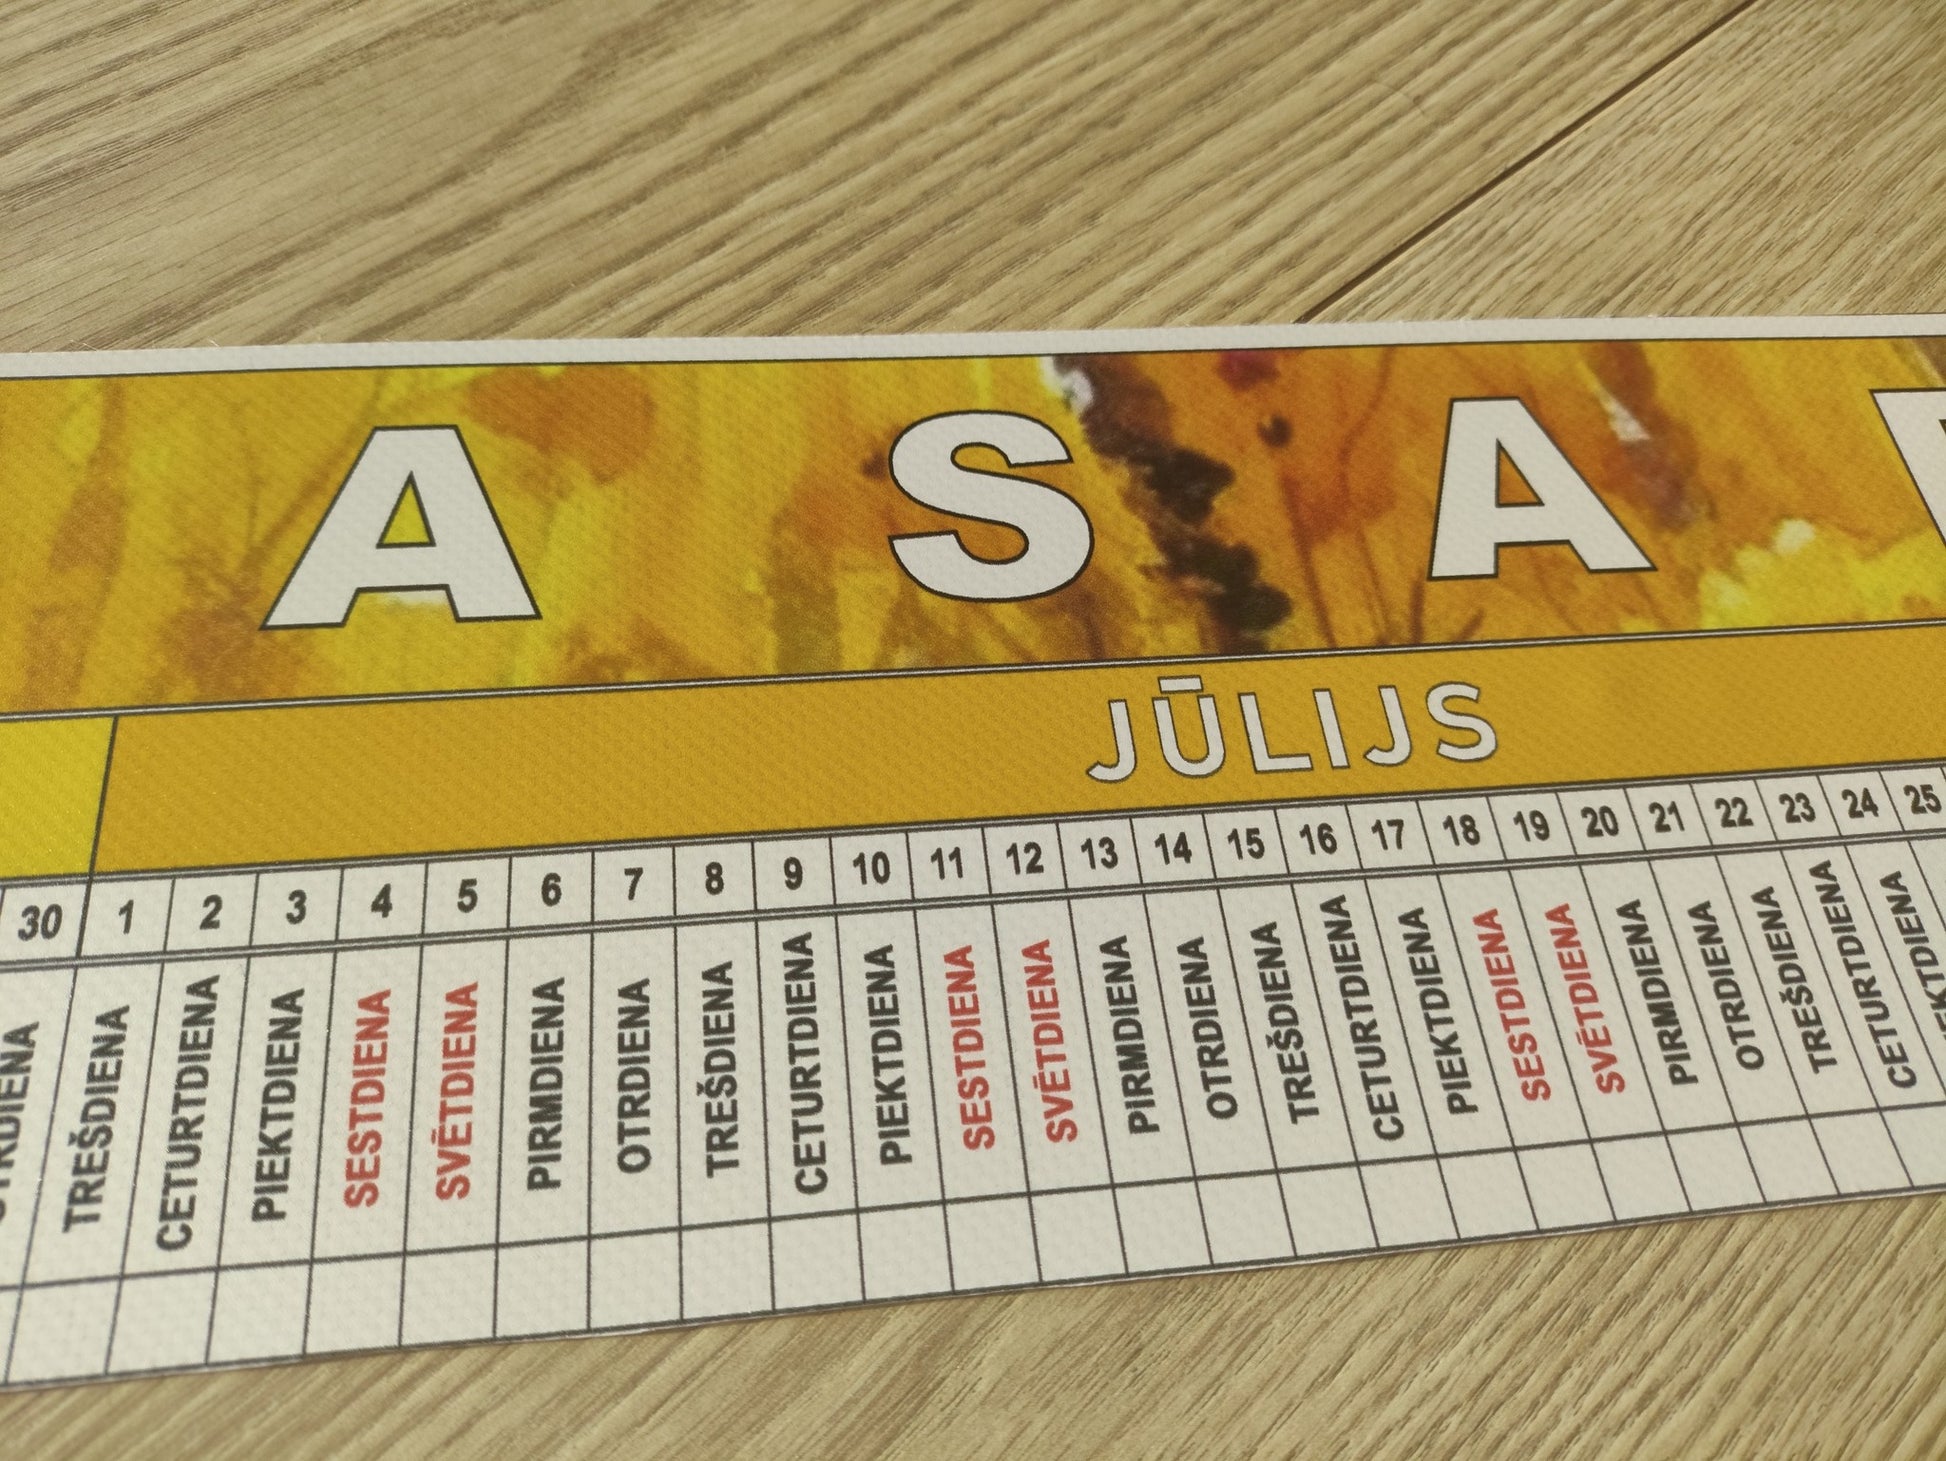 A S A
JŪLIJS
30 1 2 3 4 5 6 7 8 9 10 11 12 13 14 15 16 17 18 19 20 21 22 23 24 25
TREŠDIENA CETURTDIENA PIEKTDIENA SESTDIENA SVĒTDIENA PIRMDIENA OTRDIENA TREŠDIENA CETURTDIENA PIEKTDIENA SESTDIENA SVĒTDIENA PIRMDIENA OTRDIENA TREŠDIENA CETURTDIENA PIEKTDIENA SESTDIENA SVĒTDIENA PIRMDIENA OTRDIENA TREŠDIENA CETURTDIENA